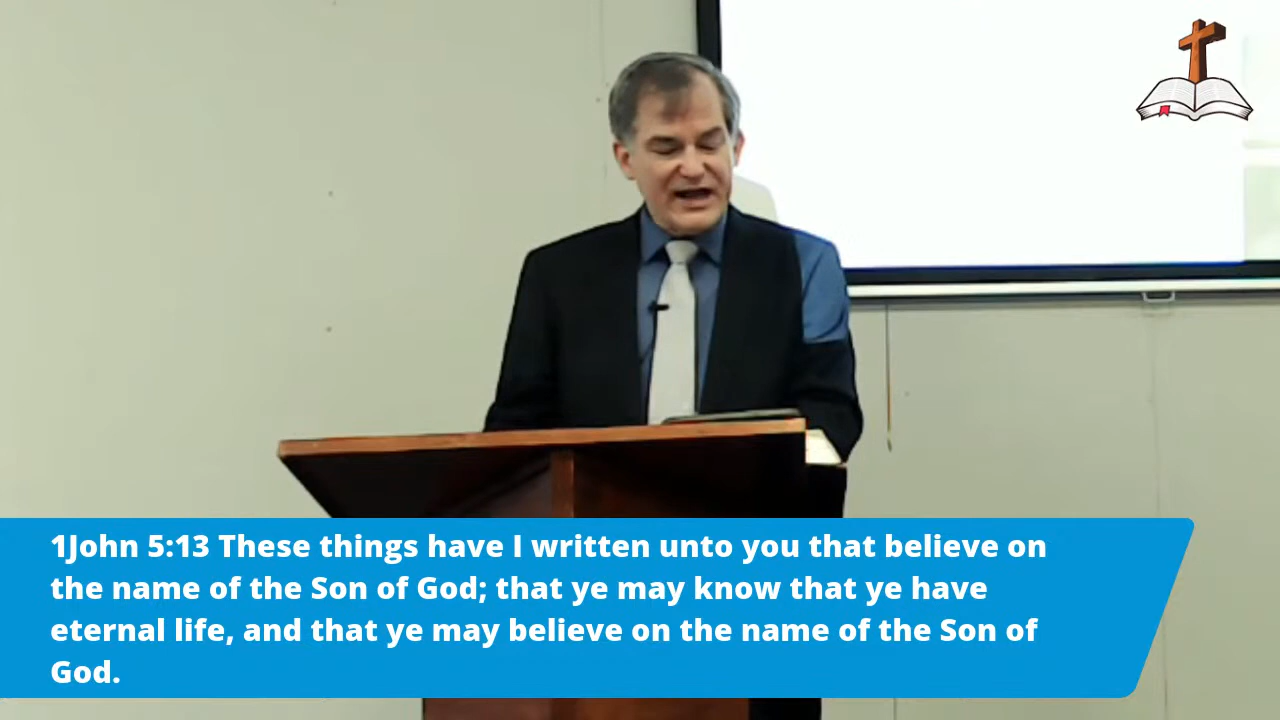 1John 5:13 These things have I written unto you that believe on
the name of the Son of God; that ye may know that ye have
eternal life, and that ye may believe on the name of the Son of
God.